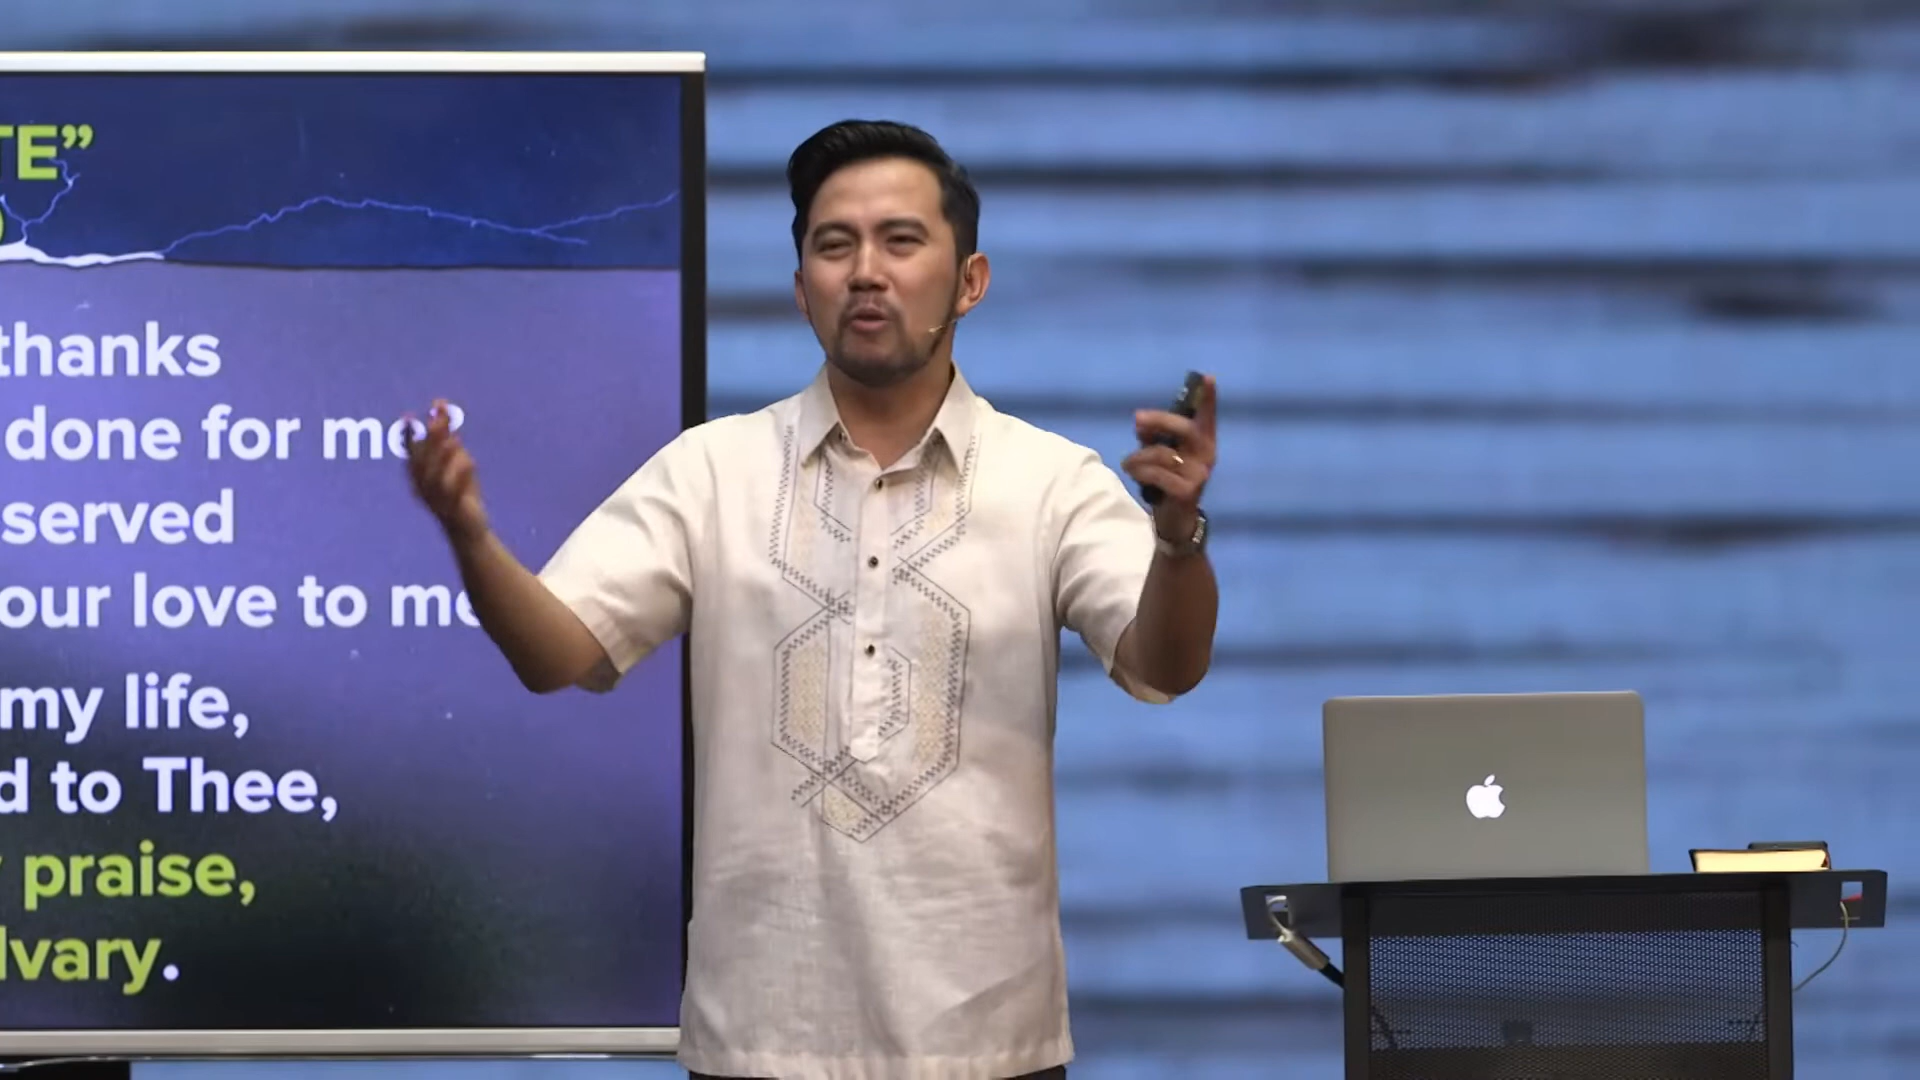 TE”
thanks
done for me?
served
our love to me
my life,
d to Thee,
praise,
lvary.